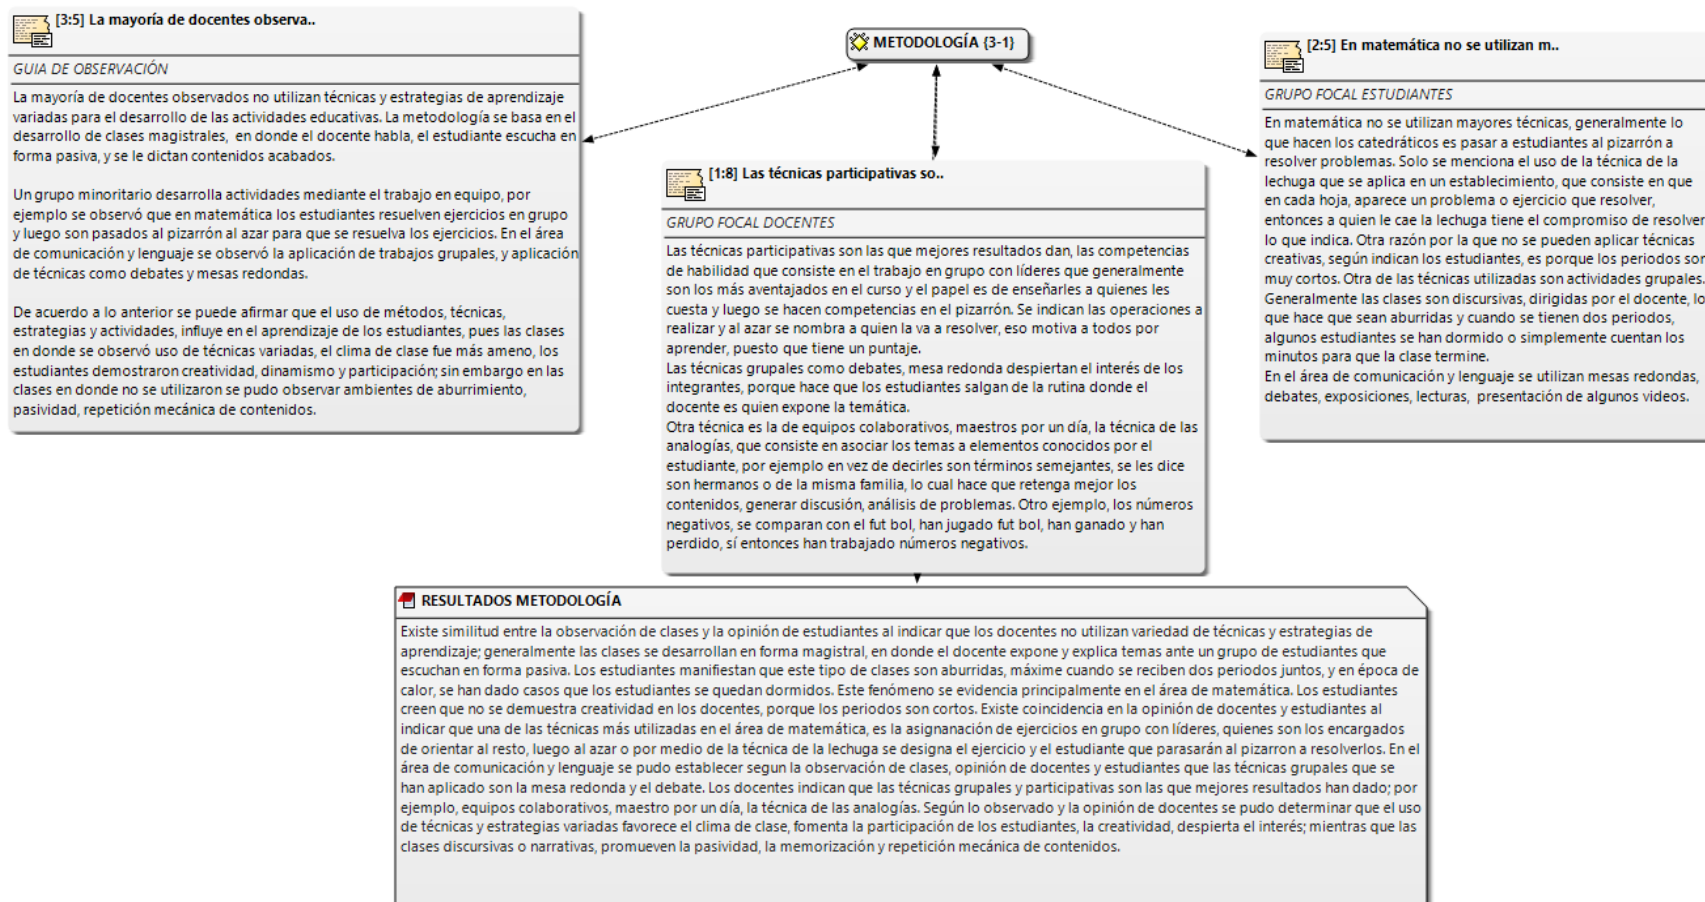 [3:5] La mayoría de docentes observa..
GUIA DE OBSERVACIÓN
La mayoría de docentes observados no utilizan técnicas y estrategias de aprendizaje
variadas para el desarrollo de las actividades educativas. La metodología se basa en el
desarrollo de clases magistrales, en donde el docente habla, el estudiante escucha en
forma pasiva, y se le dictan contenidos acabados.
Un grupo minoritario desarrolla actividades mediante el trabajo en equipo, por
ejemplo se observó que en matemática los estudiantes resuelven ejercicios en grupo
y luego son pasados al pizarrón al azar para que se resuelva los ejercicios. En el área
de comunicación y lenguaje se observó la aplicación de trabajos grupales, y aplicación
de técnicas como debates y mesas redondas.
De acuerdo a lo anterior se puede afirmar que el uso de métodos, técnicas,
estrategias y actividades, influye en el aprendizaje de los estudiantes, pues las clases
en donde se observó uso de técnicas variadas, el clima de clase fue más ameno, los
estudiantes demostraron creatividad, dinamismo y participación; sin embargo en las
clases en donde no se utilizaron se pudo observar ambientes de aburrimiento,
pasividad, repetición mecánica de contenidos.
METODOLOGÍA {3-1}
[1:8] Las técnicas participativas so..
GRUPO FOCAL DOCENTES
Las técnicas participativas son las que mejores resultados dan, las competencias
de habilidad que consiste en el trabajo en grupo con líderes que generalmente
son los más aventajados en el curso y el papel es de enseñarles a quienes les
cuesta y luego se hacen competencias en el pizarrón. Se indican las operaciones a
realizar y al azar se nombra a quien la va a resolver, eso motiva a todos por
aprender, puesto que tiene un puntaje.
Las técnicas grupales como debates, mesa redonda despiertan el interés de los
integrantes, porque hace que los estudiantes salgan de la rutina donde el
docente es quien expone la temática.
Otra técnica es la de equipos colaborativos, maestros por un día, la técnica de las
analogías, que consiste en asociar los temas a elementos conocidos por el
estudiante, por ejemplo en vez de decirles son términos semejantes, se les dice
son hermanos o de la misma familia, lo cual hace que retenga mejor los
contenidos, generar discusión, análisis de problemas. Otro ejemplo, los números
negativos, se comparan con el fut bol, han jugado fut bol, han ganado y han
perdido, sí entonces han trabajado números negativos.
[2:5] En matemática no se utilizan m..
GRUPO FOCAL ESTUDIANTES
En matemática no se utilizan mayores técnicas, generalmente lo
que hacen los catedráticos es pasar a estudiantes al pizarrón a
resolver problemas. Solo se menciona el uso de la técnica de la
lechuga que se aplica en un establecimiento, que consiste en que
en cada hoja, aparece un problema o ejercicio que resolver,
entonces a quien le cae la lechuga tiene el compromiso de resolver
lo que indica. Otra razón por la que no se pueden aplicar técnicas
creativas, según indican los estudiantes, es porque los periodos son
muy cortos. Otra de las técnicas utilizadas son actividades grupales.
Generalmente las clases son discursivas, dirigidas por el docente, lo
que hace que sean aburridas y cuando se tienen dos periodos,
algunos estudiantes se han dormido o simplemente cuentan los
minutos para que la clase termine.
En el área de comunicación y lenguaje se utilizan mesas redondas,
debates, exposiciones, lecturas, presentación de algunos videos.
RESULTADOS METODOLOGÍA
Existe similitud entre la observación de clases y la opinión de estudiantes al indicar que los docentes no utilizan variedad de técnicas y estrategias de
aprendizaje; generalmente las clases se desarrollan en forma magistral, en donde el docente expone y explica temas ante un grupo de estudiantes que
escuchan en forma pasiva. Los estudiantes manifiestan que este tipo de clases son aburridas, máxime cuando se reciben dos periodos juntos, y en época de
calor, se han dado casos que los estudiantes se quedan dormidos. Este fenómeno se evidencia principalmente en el área de matemática. Los estudiantes
creen que no se demuestra creatividad en los docentes, porque los periodos son cortos. Existe coincidencia en la opinión de docentes y estudiantes al
indicar que una de las técnicas más utilizadas en el área de matemática, es la asignanación de ejercicios en grupo con líderes, quienes son los encargados
de orientar al resto, luego al azar o por medio de la técnica de la lechuga se designa el ejercicio y el estudiante que parasarán al pizarron a resolverlos. En el
área de comunicación y lenguaje se pudo establecer segun la observación de clases, opinión de docentes y estudiantes que las técnicas grupales que se
han aplicado son la mesa redonda y el debate. Los docentes indican que las técnicas grupales y participativas son las que mejores resultados han dado; por
ejemplo, equipos colaborativos, maestro por un día, la técnica de las analogías. Según lo observado y la opinión de docentes se pudo determinar que el uso
de técnicas y estrategias variadas favorece el clima de clase, fomenta la participación de los estudiantes, la creatividad, despierta el interés; mientras que las
clases discursivas o narrativas, promueven la pasividad, la memorización y repetición mecánica de contenidos.